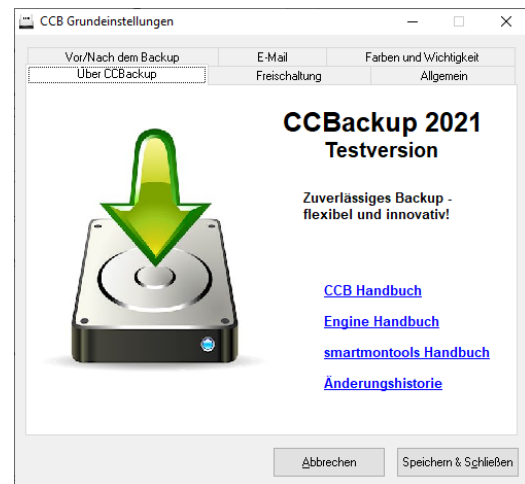 CCB Grundeinstellungen
Vor/Nach dem Backup
E-Mail
Farben und Wichtigkeit
Über CCBackup
Freischaltung
Allgemein
CCBackup 2021
Testversion
Zuverlässiges Backup -
flexibel und innovativ!
CCB Handbuch
Engine Handbuch
smartmontools Handbuch
Änderungshistorie
Abbrechen
Speichern & Schließen